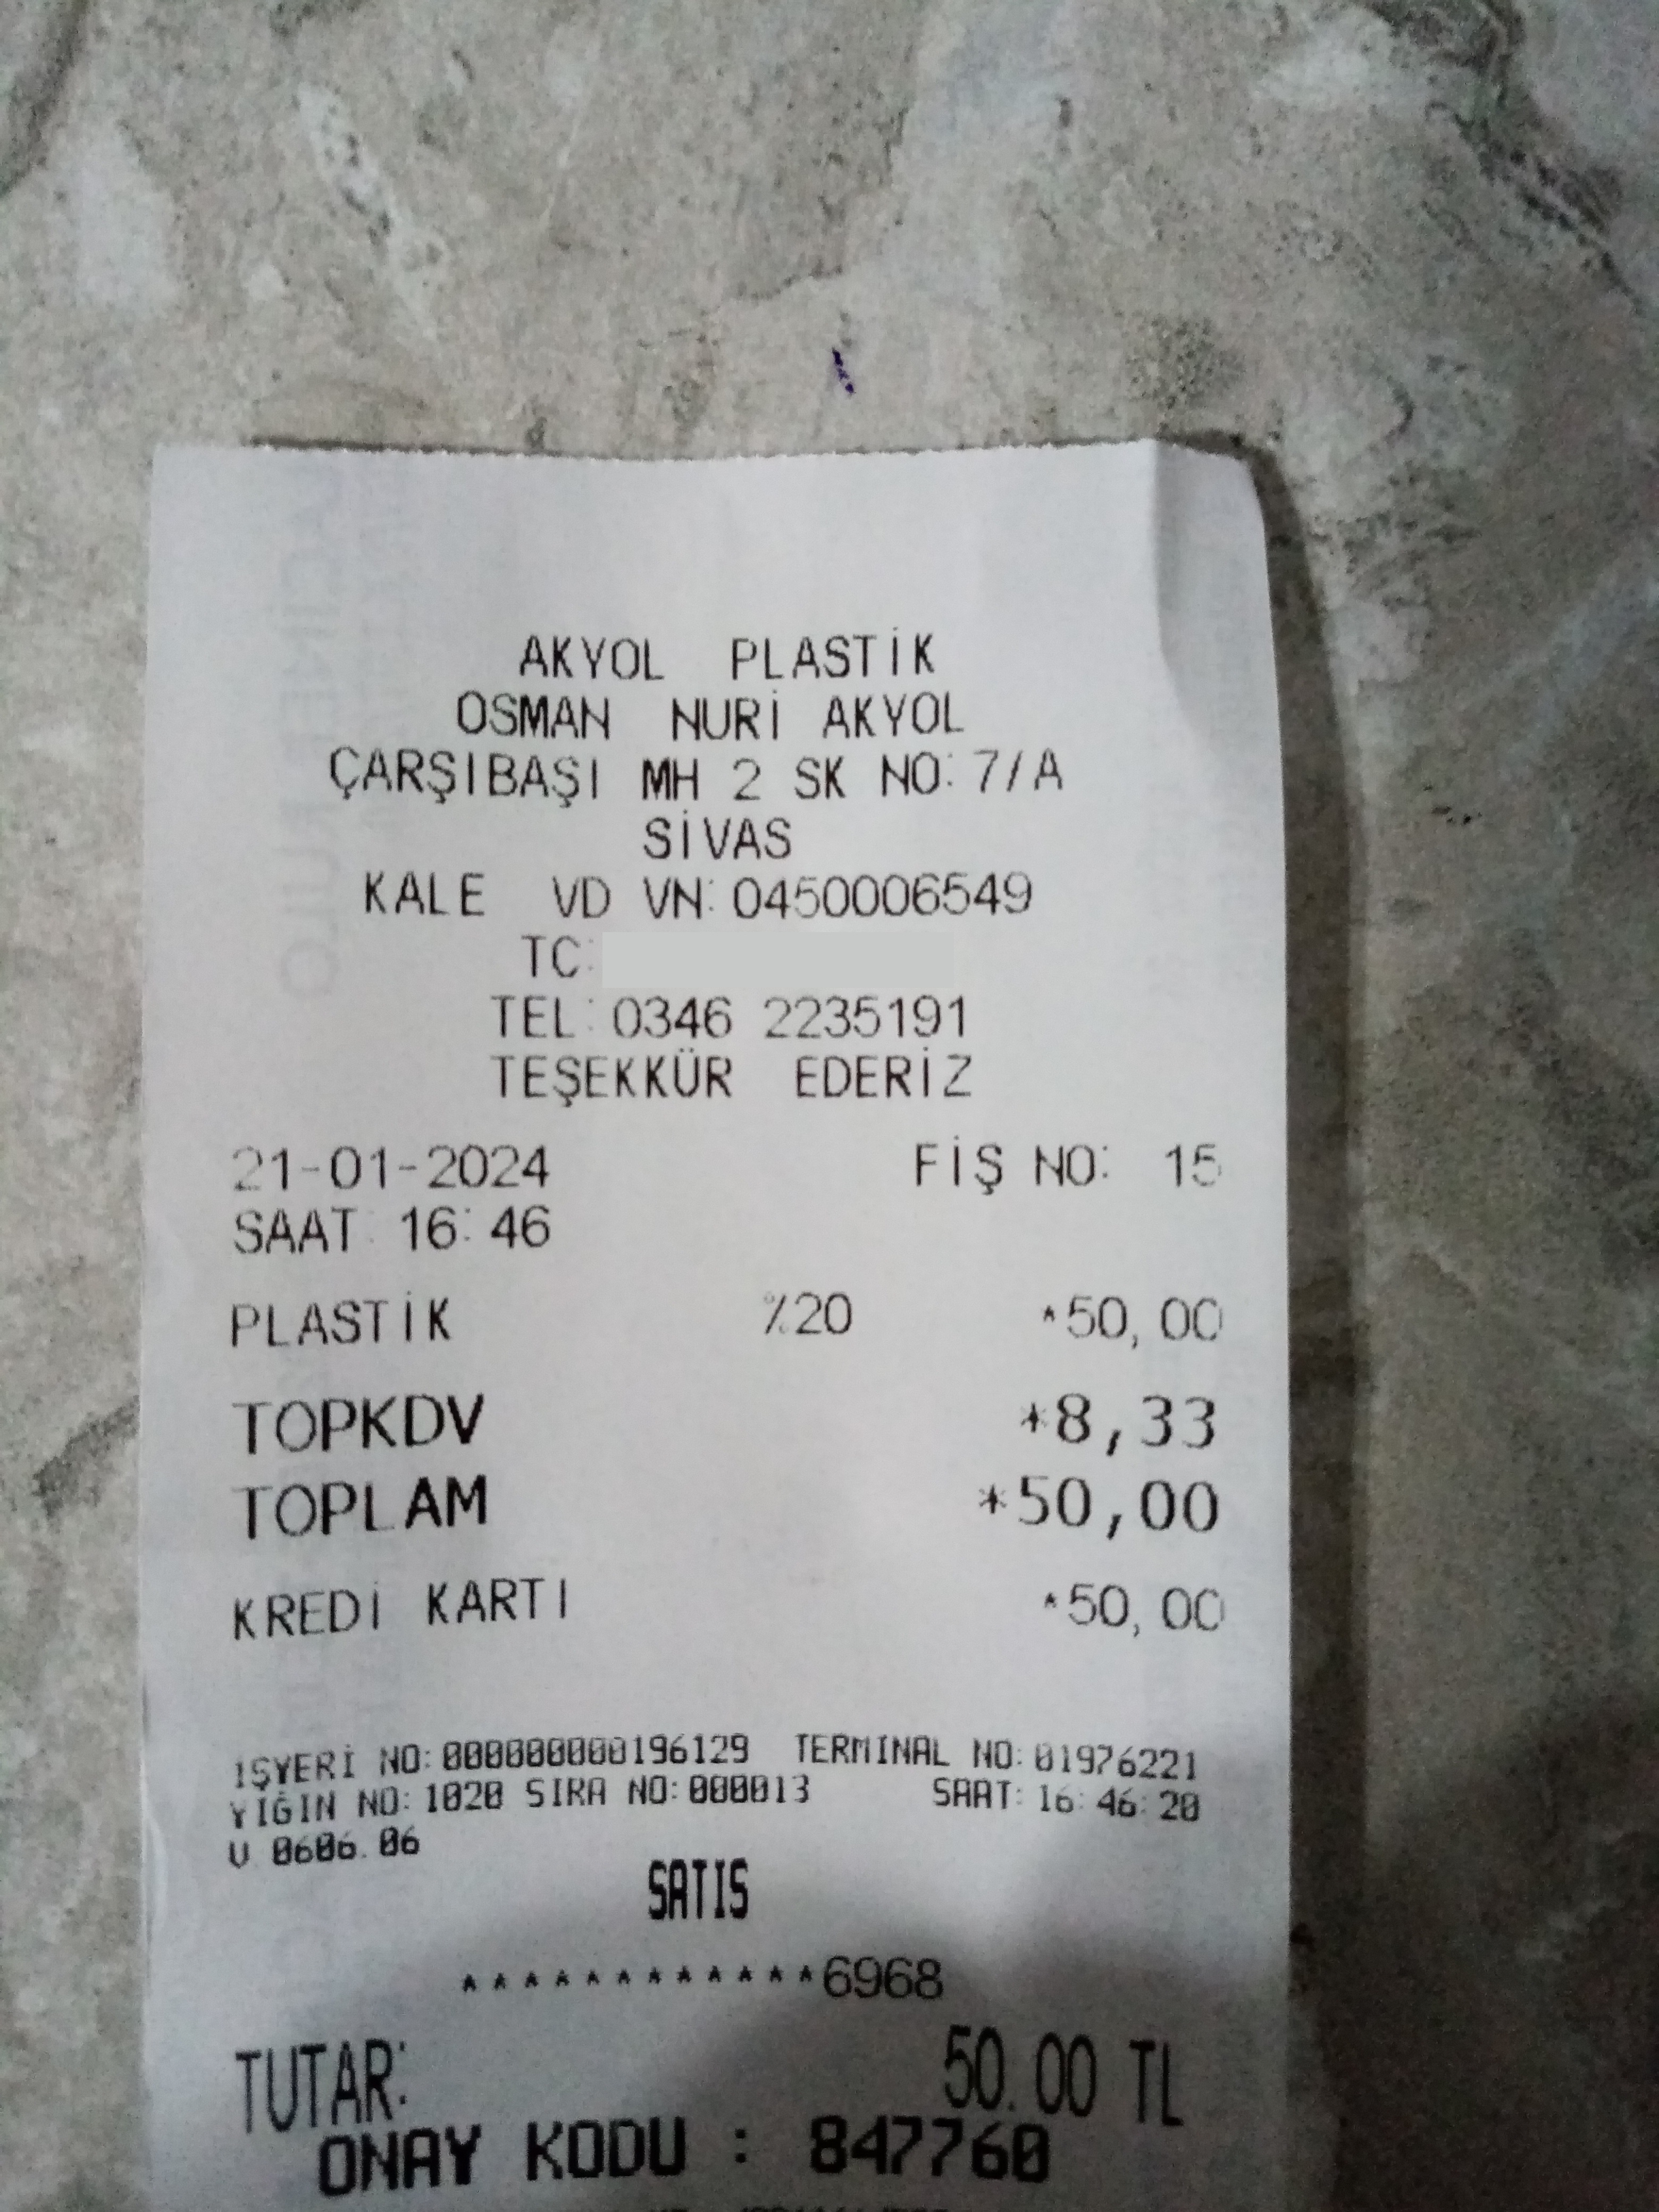 AKYOL PLASTİK
OSMAN NURİ AKYOL
ÇARŞIBAŞI MH 2 SK NO:7/A
SİVAS
KALE VD VN:0450006549
TC:
TEL:0346 2235191
TEŞEKKÜR EDERİZ
21-01-2024 FİŞ NO: 15
SAAT:16:46
PLASTİK %20 *50,00
TOPKDV *8,33
TOPLAM *50,00
KREDİ KARTI *50,00
IŞYERİ NO:000000000196129 TERMINAL NO:01976221
YIĞIN NO:1020 SIRA NO:000013 SAAT:16:46:20
V 0606.06
SATIS
************6968
TUTAR: 50.00 TL
ONAY KODU : 847760